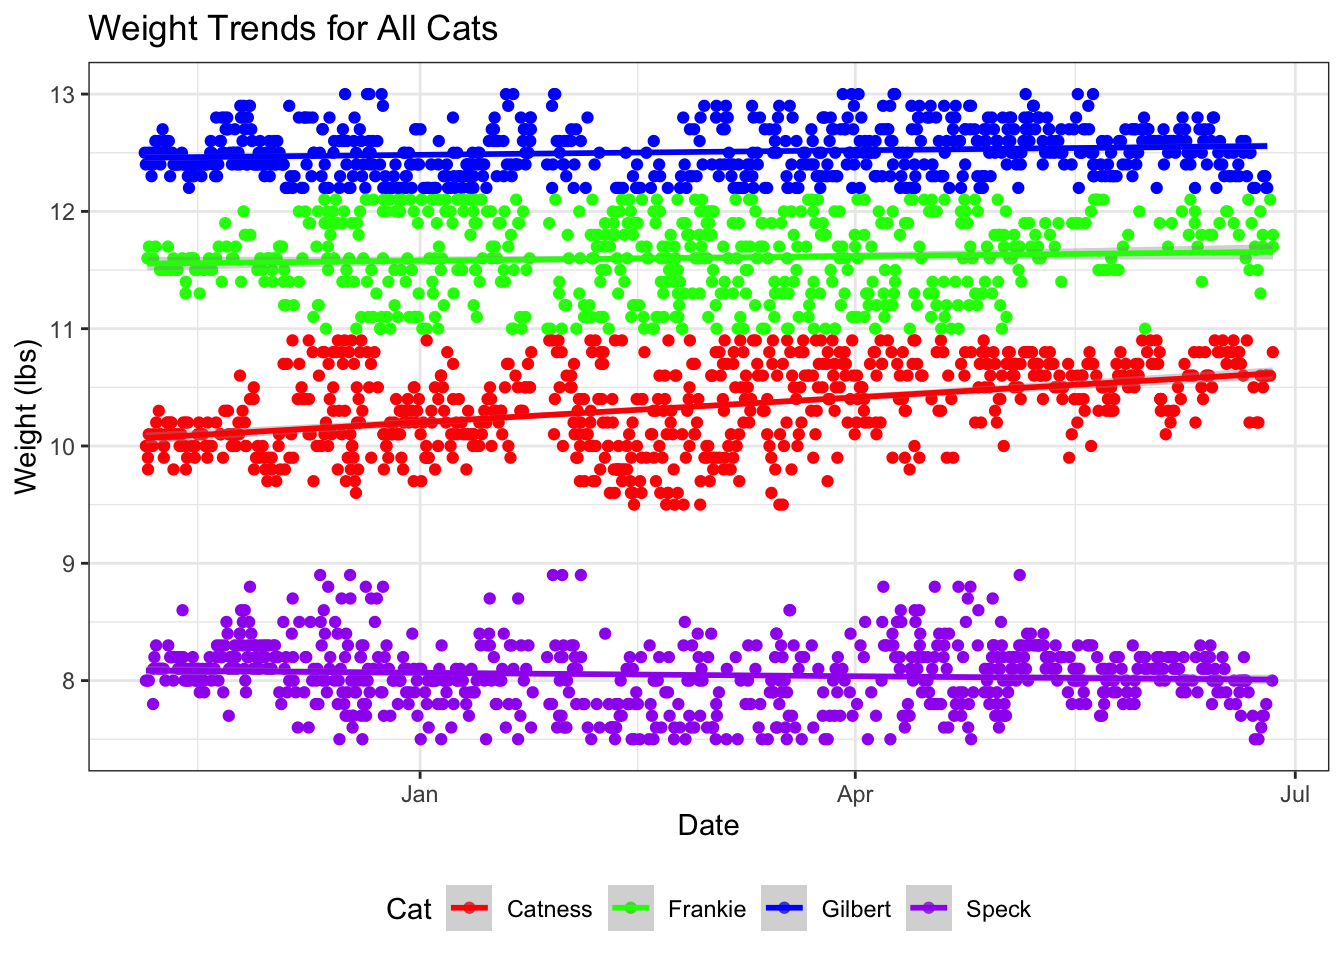 Weight Trends for All Cats
13
12
11
10
9
8
Weight (lbs)
Jan Apr Jul
Date
Cat Catness Frankie Gilbert Speck